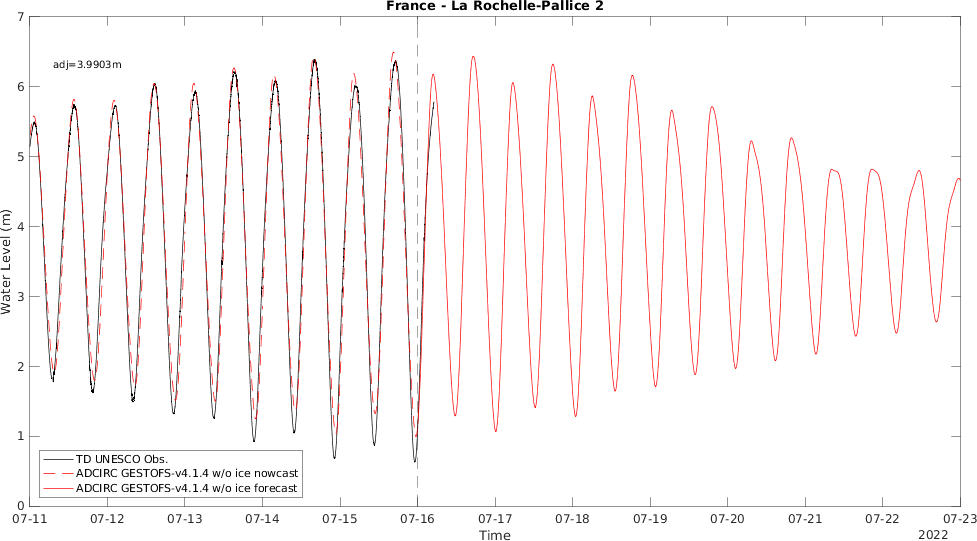 France - La Rochelle-Pallice 2
7
6
5
4
3
2
1
0
Water Level (m)
adj=3.9903m
TD UNESCO Obs.
ADCIRC GESTOFS-v4.1.4 w/o ice nowcast
ADCIRC GESTOFS-v4.1.4 w/o ice forecast
07-11 07-12 07-13 07-14 07-15 07-16 07-17 07-18 07-19 07-20 07-21 07-22 07-23
Time
2022